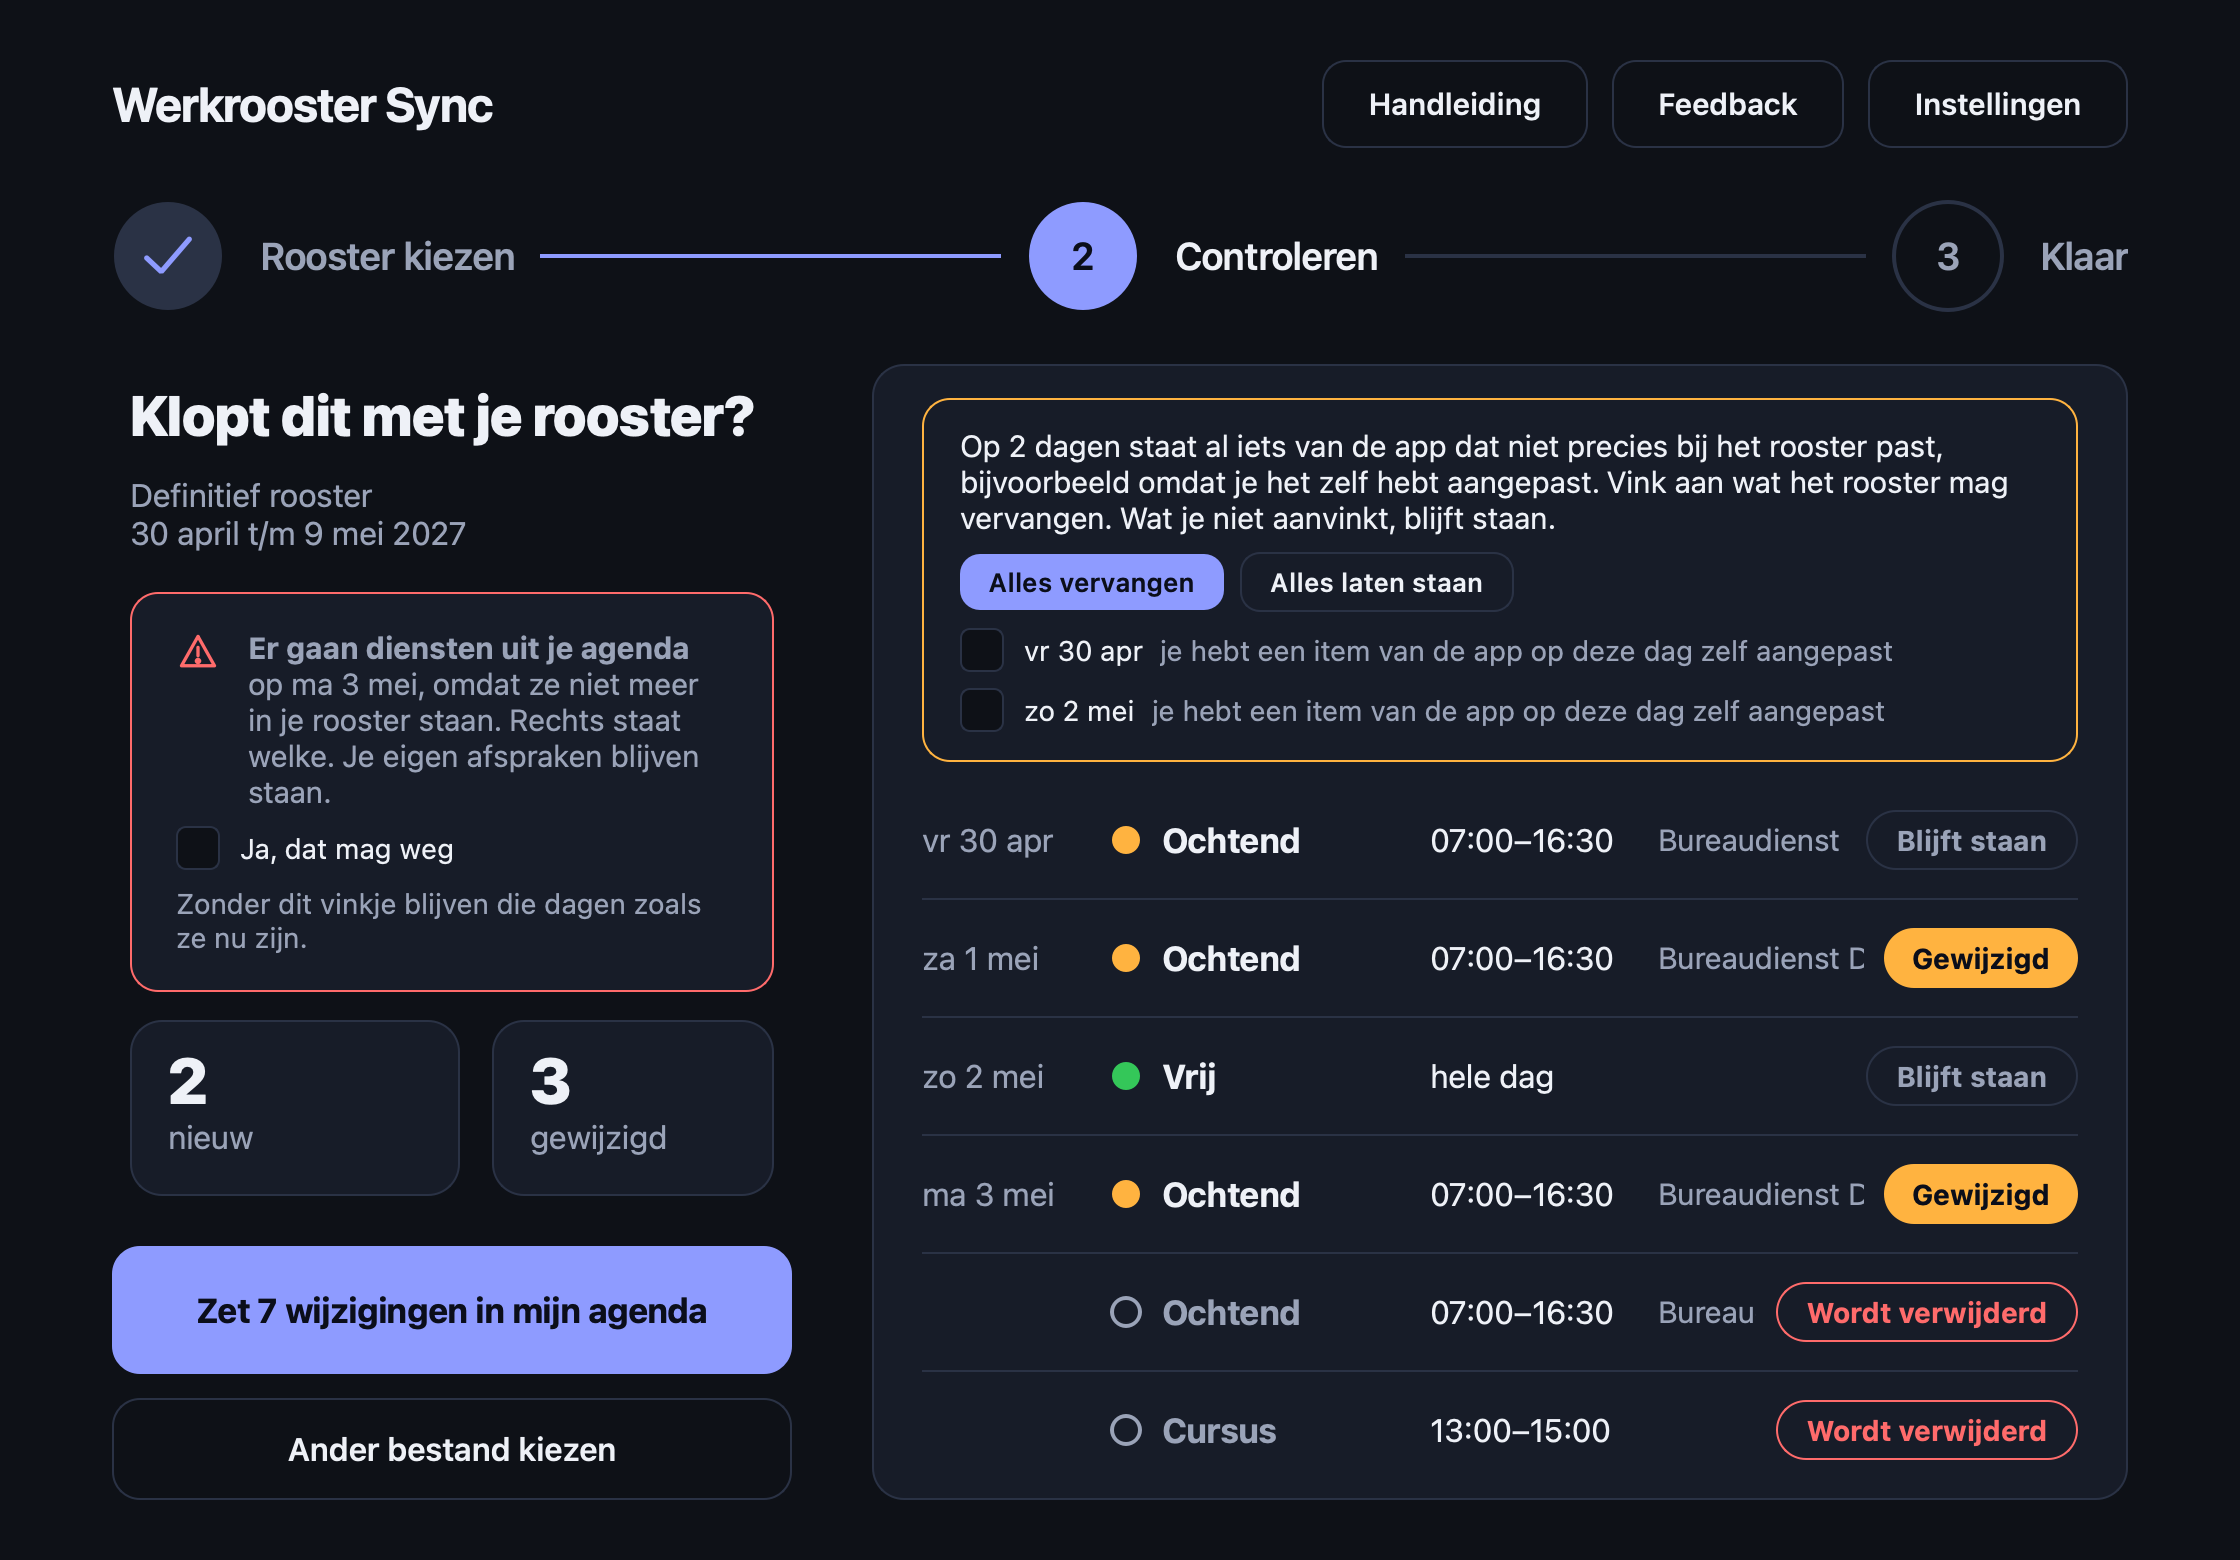 Werkrooster Sync
Handleiding
Feedback
Instellingen
Rooster kiezen
2
Controleren
3
Klaar
Klopt dit met je rooster?
Definitief rooster
30 april t/m 9 mei 2027
Er gaan diensten uit je agenda
op ma 3 mei, omdat ze niet meer
in je rooster staan. Rechts staat
welke. Je eigen afspraken blijven
staan.
Ja, dat mag weg
Zonder dit vinkje blijven die dagen zoals
ze nu zijn.
2
nieuw
3
gewijzigd
Zet 7 wijzigingen in mijn agenda
Ander bestand kiezen
Op 2 dagen staat al iets van de app dat niet precies bij het rooster past,
bijvoorbeeld omdat je het zelf hebt aangepast. Vink aan wat het rooster mag
vervangen. Wat je niet aanvinkt, blijft staan.
Alles vervangen
Alles laten staan
vr 30 apr je hebt een item van de app op deze dag zelf aangepast
zo 2 mei je hebt een item van de app op deze dag zelf aangepast
vr 30 apr Ochtend 07:00–16:30 Bureaudienst Blijft staan
za 1 mei Ochtend 07:00–16:30 Bureaudienst Gewijzigd
zo 2 mei Vrij hele dag Blijft staan
ma 3 mei Ochtend 07:00–16:30 Bureaudienst Gewijzigd
Ochtend 07:00–16:30 Bureau Wordt verwijderd
Cursus 13:00–15:00 Wordt verwijderd